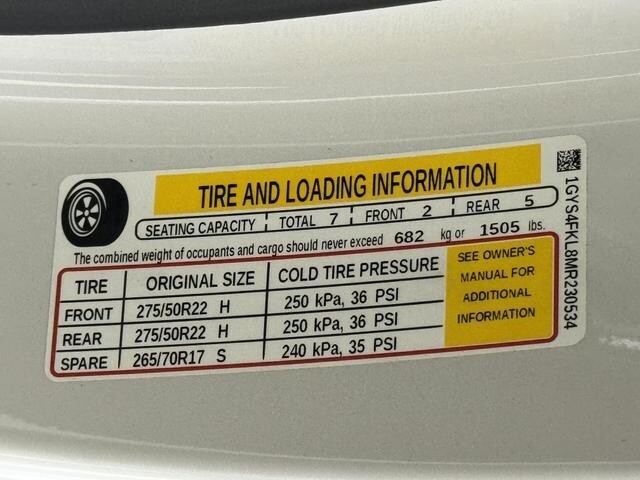 TIRE AND LOADING INFORMATION
SEATING CAPACITY TOTAL 7 FRONT 2 REAR 5
The combined weight of occupants and cargo should never exceed 682 kg or 1505 lbs.
TIRE ORIGINAL SIZE COLD TIRE PRESSURE
FRONT 275/50R22 H 250 kPa, 36 PSI
REAR 275/50R22 H 250 kPa, 36 PSI
SPARE 265/70R17 S 240 kPa, 35 PSI
SEE OWNER'S
MANUAL FOR
ADDITIONAL
INFORMATION
1GYS4FKL8MR230534